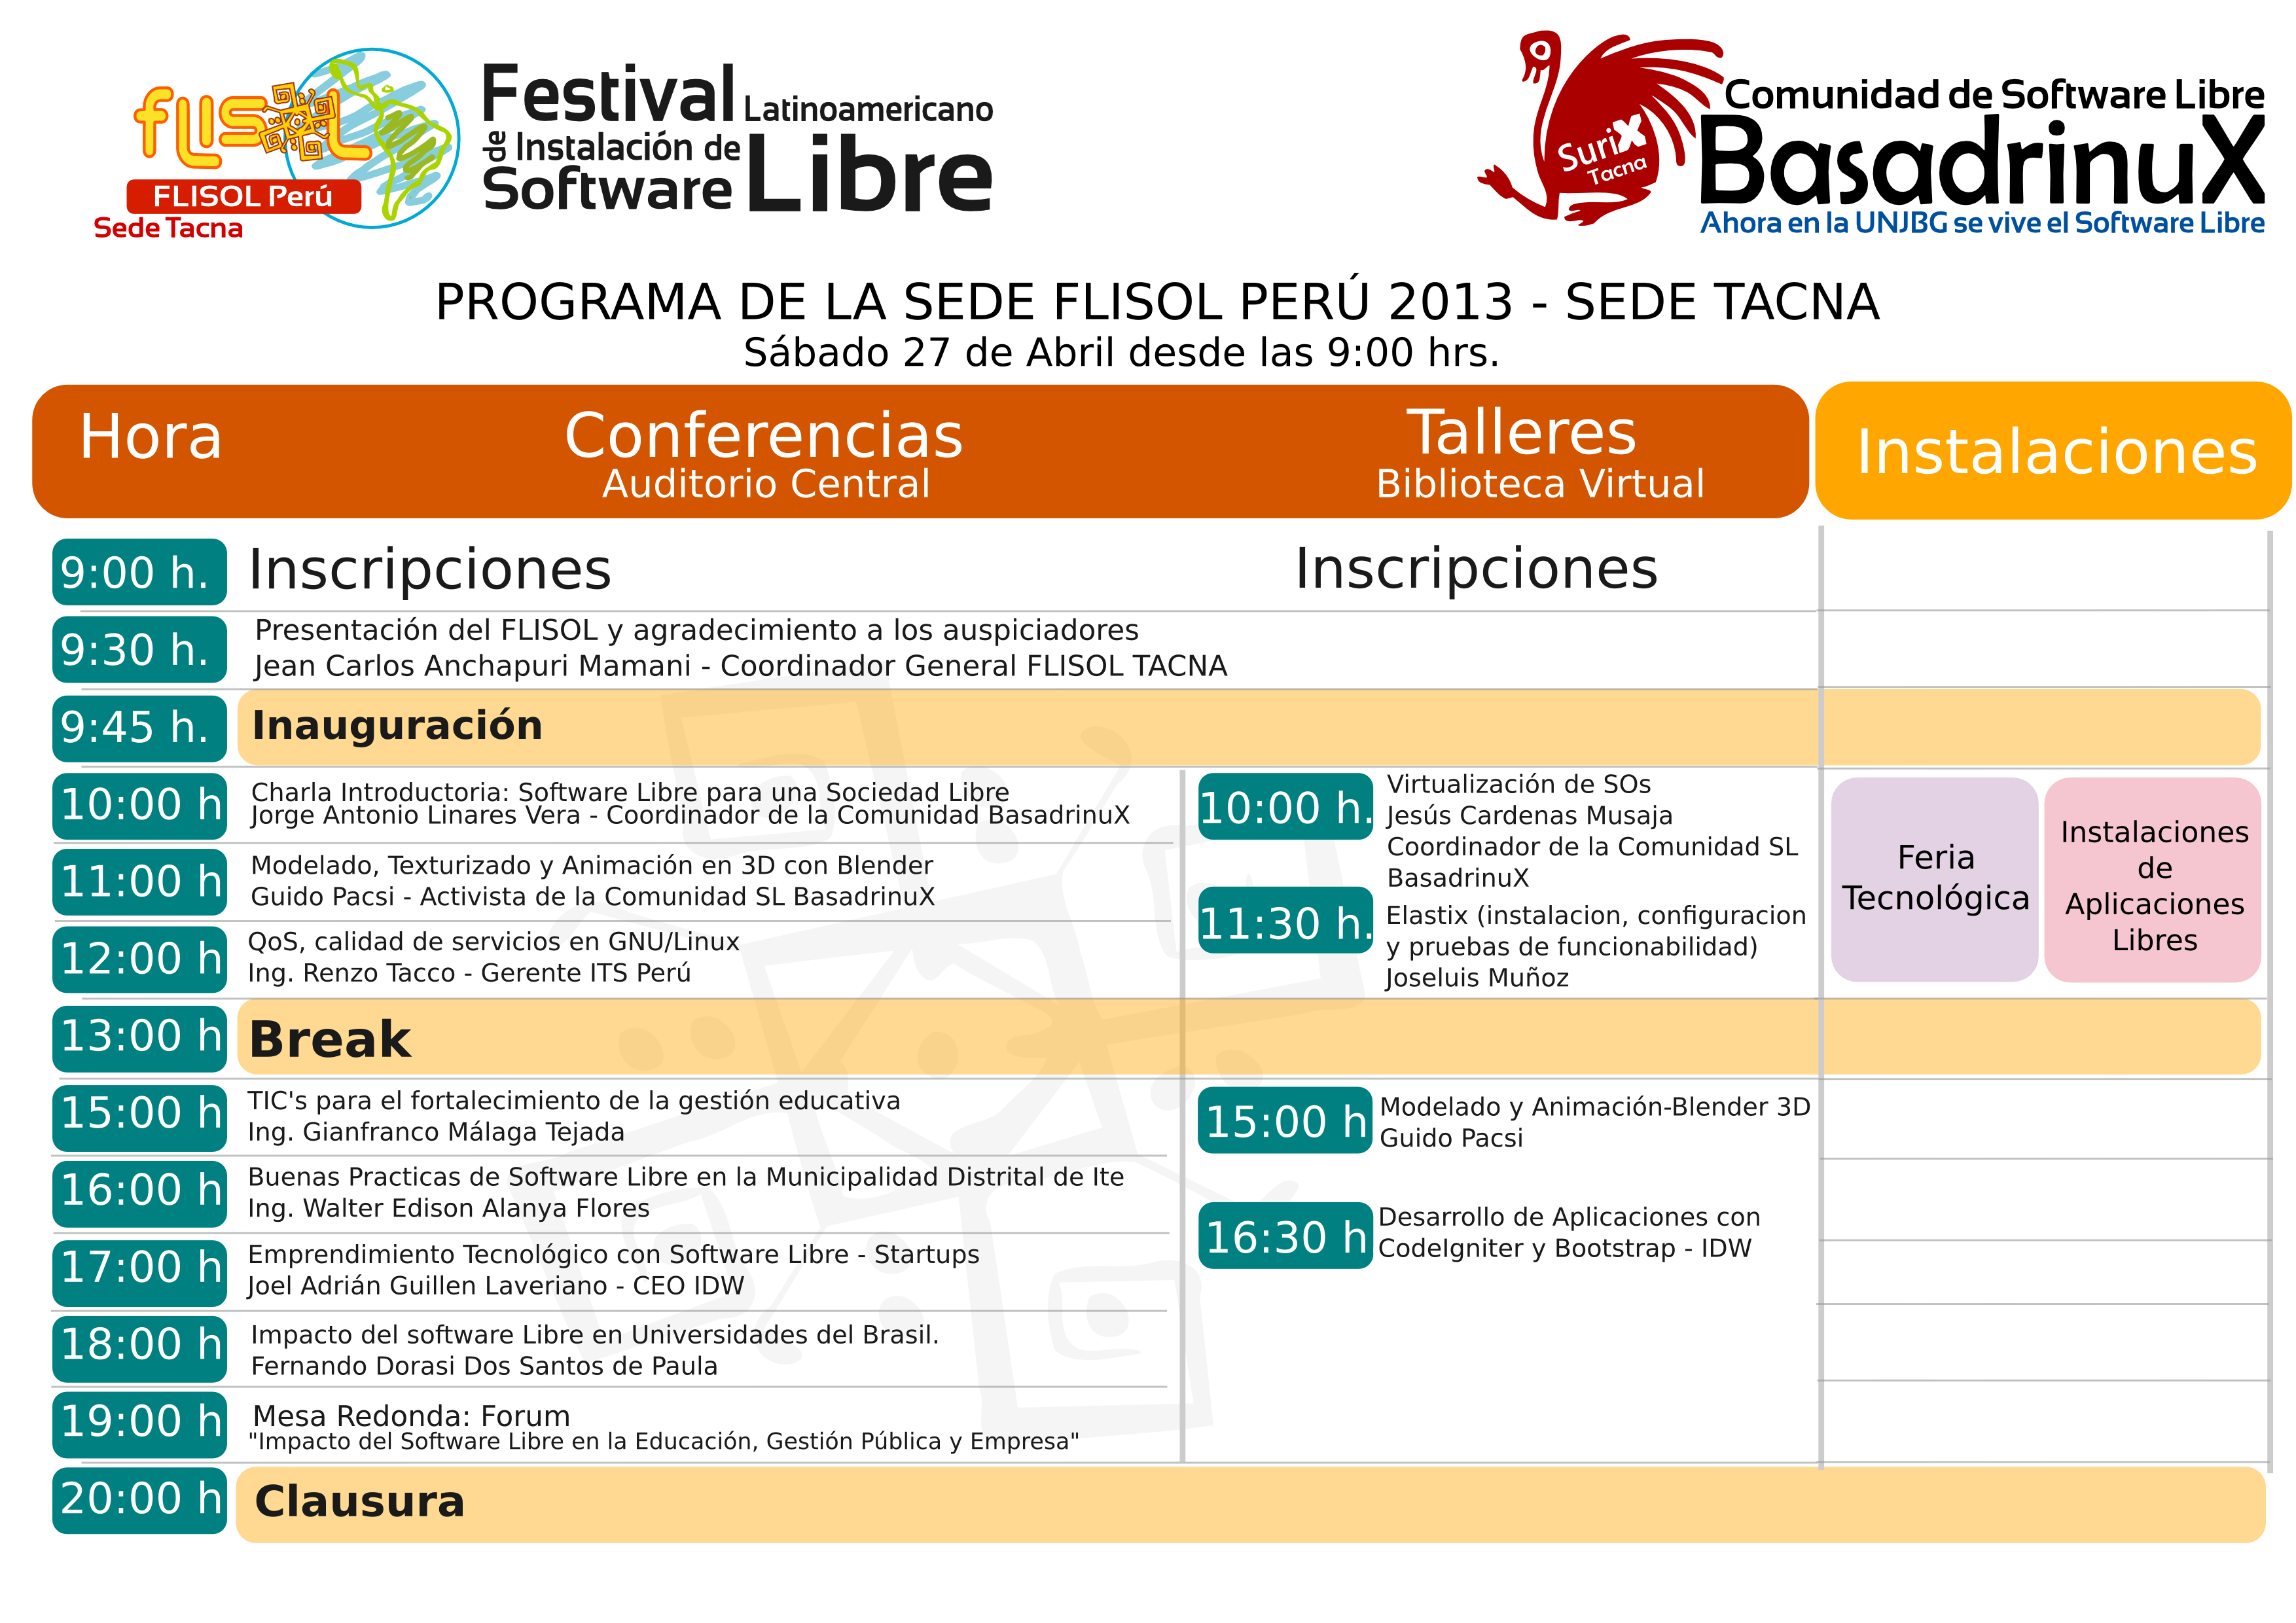 flisol
FLISOL Perú
Sede Tacna
Festival Latinoamericano
de Instalación de
Software Libre
Surix
Tacna
Comunidad de Software Libre
BasadrinuX
Ahora en la UNJBG se vive el Software Libre
PROGRAMA DE LA SEDE FLISOL PERÚ 2013 - SEDE TACNA
Sábado 27 de Abril desde las 9:00 hrs.
Hora
Conferencias
Auditorio Central
Talleres
Biblioteca Virtual
Instalaciones
9:00 h.
Inscripciones
Inscripciones
9:30 h.
Presentación del FLISOL y agradecimiento a los auspiciadores
Jean Carlos Anchapuri Mamani - Coordinador General FLISOL TACNA
9:45 h.
Inauguración
10:00 h
Charla Introductoria: Software Libre para una Sociedad Libre
Jorge Antonio Linares Vera - Coordinador de la Comunidad BasadrinuX
11:00 h
Modelado, Texturizado y Animación en 3D con Blender
Guido Pacsi - Activista de la Comunidad SL BasadrinuX
12:00 h
QoS, calidad de servicios en GNU/Linux
Ing. Renzo Tacco - Gerente ITS Perú
10:00 h.
Virtualización de SOs
Jesús Cardenas Musaja
Coordinador de la Comunidad SL
BasadrinuX
11:30 h.
Elastix (instalacion, configuracion
y pruebas de funcionabilidad)
Joseluis Muñoz
Feria
Tecnológica
Instalaciones
de
Aplicaciones
Libres
13:00 h
Break
15:00 h
TIC's para el fortalecimiento de la gestión educativa
Ing. Gianfranco Málaga Tejada
16:00 h
Buenas Practicas de Software Libre en la Municipalidad Distrital de Ite
Ing. Walter Edison Alanya Flores
17:00 h
Emprendimiento Tecnológico con Software Libre - Startups
Joel Adrián Guillen Laveriano - CEO IDW
18:00 h
Impacto del software Libre en Universidades del Brasil.
Fernando Dorasi Dos Santos de Paula
19:00 h
Mesa Redonda: Forum
"Impacto del Software Libre en la Educación, Gestión Pública y Empresa"
15:00 h
Modelado y Animación-Blender 3D
Guido Pacsi
16:30 h
Desarrollo de Aplicaciones con
CodeIgniter y Bootstrap - IDW
20:00 h
Clausura